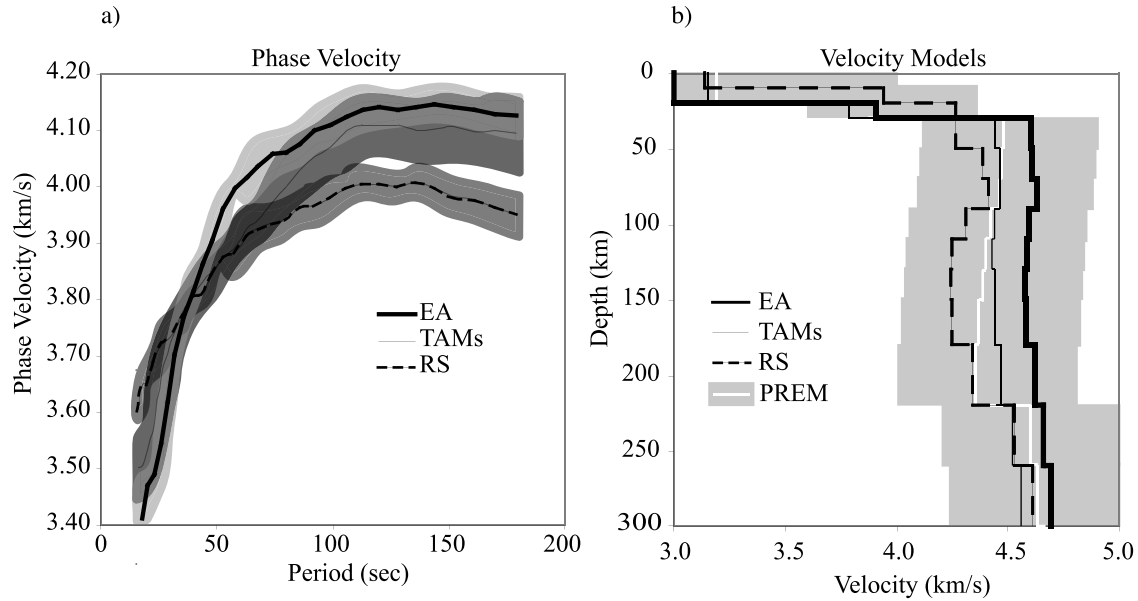 a)
Phase Velocity
4.20
4.10
4.00
3.90
3.80
3.70
3.60
3.50
3.40
Phase Velocity (km/s)
EA
TAMs
RS
0
50
100
150
200
Period (sec)
b)
Velocity Models
0
50
100
150
200
250
300
Depth (km)
EA
TAMs
RS
PREM
3.0
3.5
4.0
4.5
5.0
Velocity (km/s)